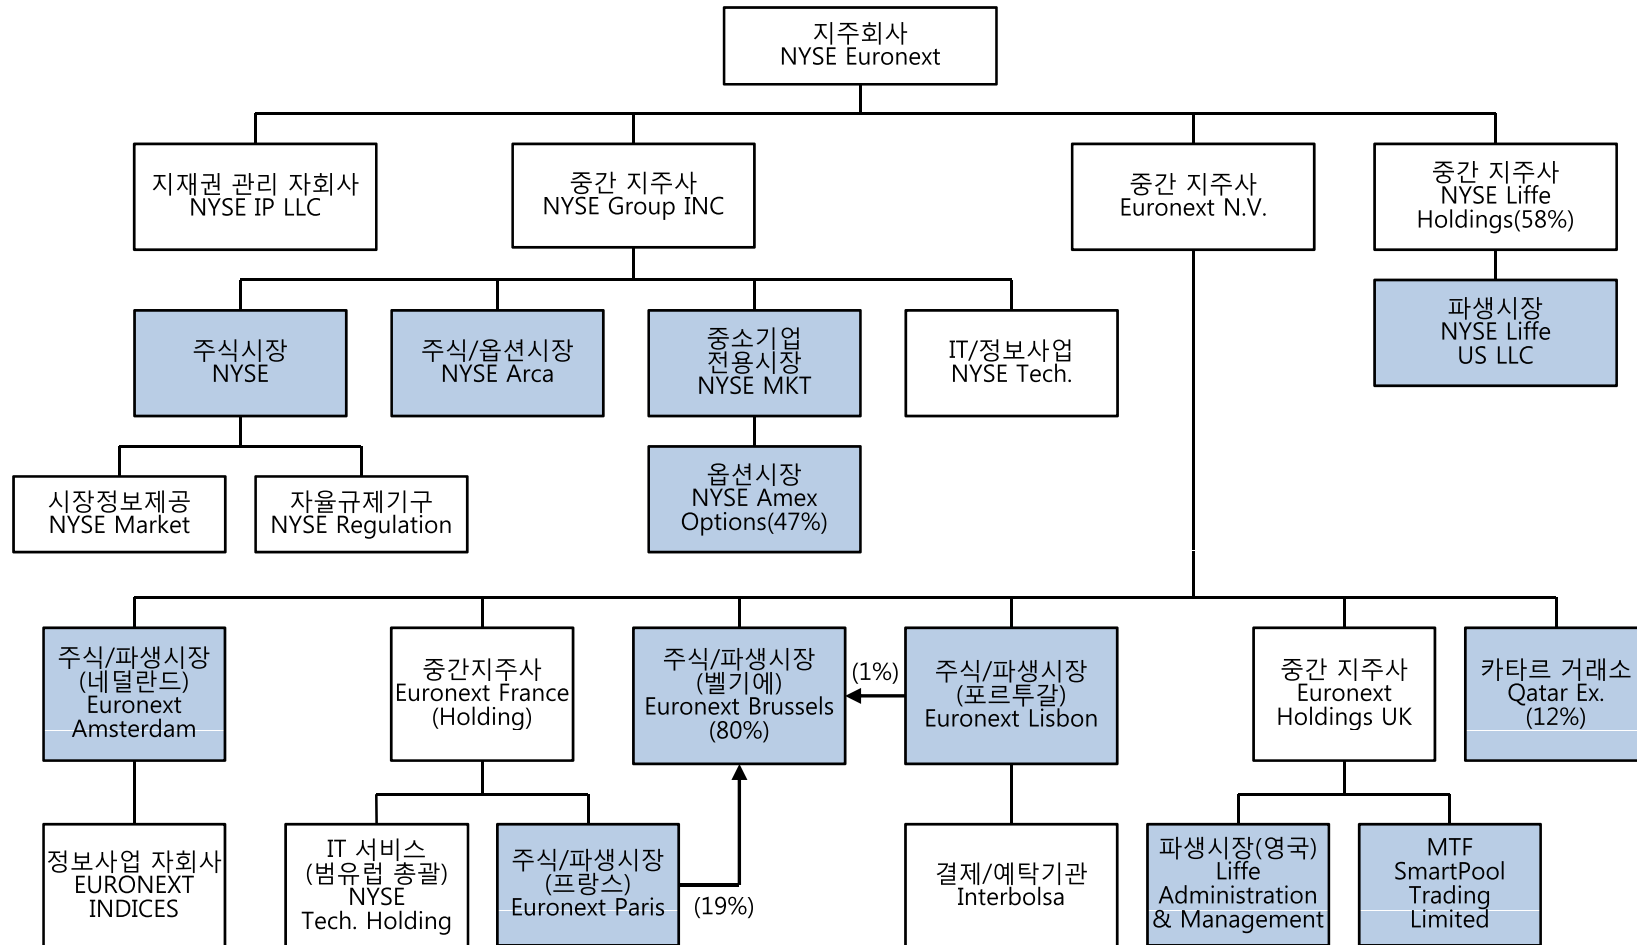 지주회사
NYSE Euronext
지재권 관리 자회사
NYSE IP LLC
중간 지주사
NYSE Group INC
중간 지주사
Euronext N.V.
중간 지주사
NYSE Liffe
Holdings(58%)
주식시장
NYSE
주식/옵션시장
NYSE Arca
중소기업
전용시장
NYSE MKT
IT/정보사업
NYSE Tech.
파생시장
NYSE Liffe
US LLC
시장정보제공
NYSE Market
자율규제기구
NYSE Regulation
옵션시장
NYSE Amex
Options(47%)
주식/파생시장
(네덜란드)
Euronext
Amsterdam
중간지주사
Euronext France
(Holding)
주식/파생시장
(벨기에)
Euronext Brussels
(80%)
(1%)
주식/파생시장
(포르투갈)
Euronext Lisbon
중간 지주사
Euronext
Holdings UK
카타르 거래소
Qatar Ex.
(12%)
정보사업 자회사
EURONEXT
INDICES
IT 서비스
(범유럽 총괄)
NYSE
Tech. Holding
주식/파생시장
(프랑스)
Euronext Paris
(19%)
결제/예탁기관
Interbolsa
파생시장(영국)
Liffe
Administration
& Management
MTF
SmartPool
Trading
Limited